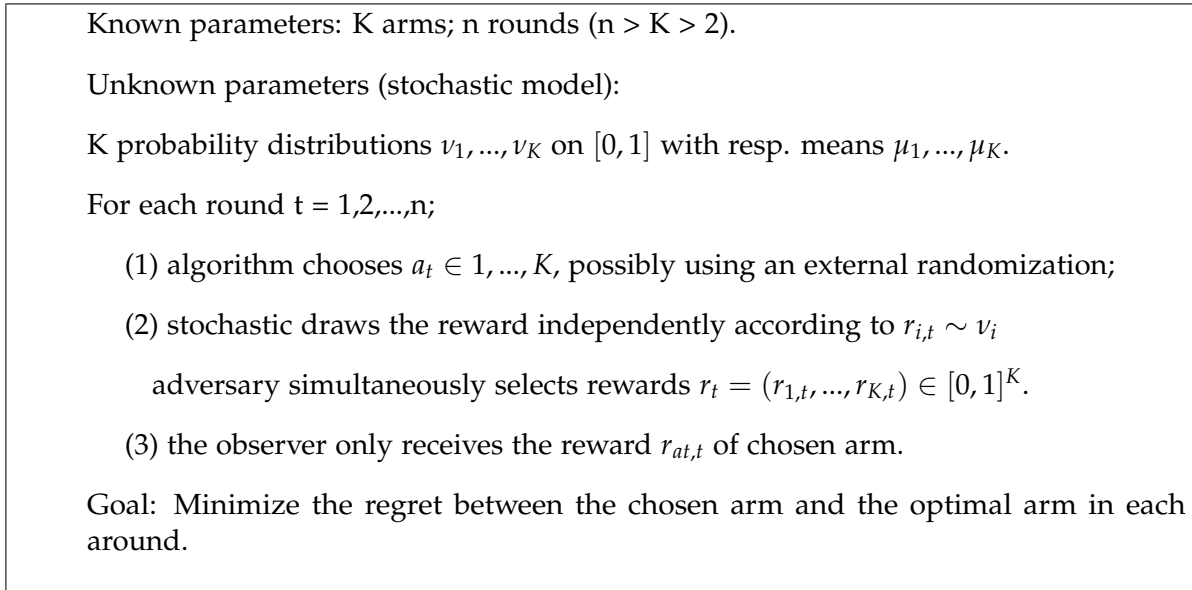 Known parameters: K arms; n rounds (n > K > 2).
Unknown parameters (stochastic model):
K probability distributions ν₁, ..., ν_K on [0, 1] with resp. means μ₁, ..., μ_K.
For each round t = 1,2,...,n;
(1) algorithm chooses a_t ∈ 1, ..., K, possibly using an external randomization;
(2) stochastic draws the reward independently according to r_{i,t} ∼ ν_i
adversary simultaneously selects rewards r_t = (r_{1,t}, ..., r_{K,t}) ∈ [0, 1]^K.
(3) the observer only receives the reward r_{at,t} of chosen arm.
Goal: Minimize the regret between the chosen arm and the optimal arm in each
around.